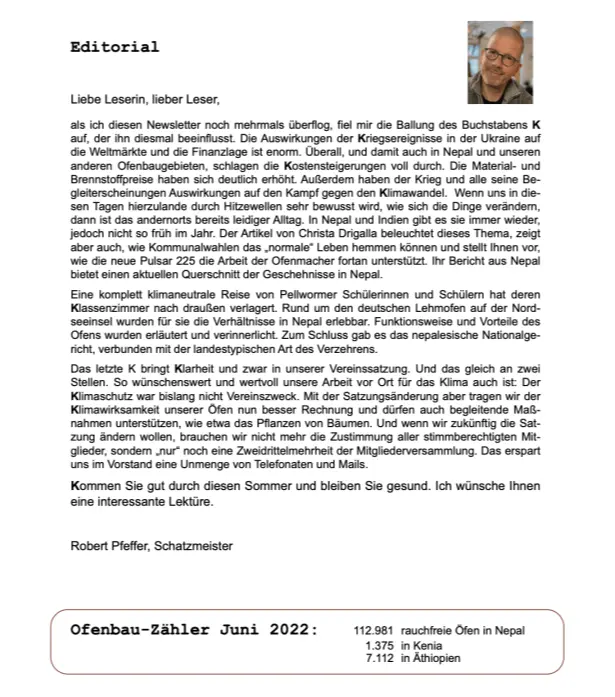 Editorial
Liebe Leserin, lieber Leser,
als ich diesen Newsletter noch mehrmals überflog, fiel mir die Ballung des Buchstabens K
auf, der ihn diesmal beeinflusst. Die Auswirkungen der Kriegsereignisse in der Ukraine auf
die Weltmärkte und die Finanzlage ist enorm. Überall, und damit auch in Nepal und unseren
anderen Ofenbaugebieten, schlagen die Kostensteigerungen voll durch. Die Material- und
Brennstoffpreise haben sich deutlich erhöht. Außerdem haben der Krieg und alle seine Be-
gleiterscheinungen Auswirkungen auf den Kampf gegen den Klimawandel. Wenn uns in die-
sen Tagen hierzulande durch Hitzewellen sehr bewusst wird, wie sich die Dinge verändern,
dann ist das andernorts bereits leidiger Alltag. In Nepal und Indien gibt es sie immer wieder,
jedoch nicht so früh im Jahr. Der Artikel von Christa Drigalla beleuchtet dieses Thema, zeigt
aber auch, wie Kommunalwahlen das „normale“ Leben hemmen können und stellt Ihnen vor,
wie die neue Pulsar 225 die Arbeit der Ofenmacher fortan unterstützt. Ihr Bericht aus Nepal
bietet einen aktuellen Querschnitt der Geschehnisse in Nepal.
Eine komplett klimaneutrale Reise von Pellwormer Schülerinnen und Schülern hat deren
Klassenzimmer nach draußen verlagert. Rund um den deutschen Lehmofen auf der Nord-
seeinsel wurden für sie die Verhältnisse in Nepal erlebbar. Funktionsweise und Vorteile des
Ofens wurden erläutert und verinnerlicht. Zum Schluss gab es das nepalesische Nationalge-
richt, verbunden mit der landestypischen Art des Verzehrens.
Das letzte K bringt Klarheit und zwar in unserer Vereinssatzung. Und das gleich an zwei
Stellen. So wünschenswert und wertvoll unsere Arbeit vor Ort für das Klima auch ist: Der
Klimaschutz war bislang nicht Vereinszweck. Mit der Satzungsänderung aber tragen wir der
Klimawirksamkeit unserer Öfen nun besser Rechnung und dürfen auch begleitende Maß-
nahmen unterstützen, wie etwa das Pflanzen von Bäumen. Und wenn wir zukünftig die Sat-
zung ändern wollen, brauchen wir nicht mehr die Zustimmung aller stimmberechtigten Mit-
glieder, sondern „nur“ noch eine Zweidrittelmehrheit der Mitgliederversammlung. Das erspart
uns im Vorstand eine Unmenge von Telefonaten und Mails.
Kommen Sie gut durch diesen Sommer und bleiben Sie gesund. Ich wünsche Ihnen
eine interessante Lektüre.
Robert Pfeffer, Schatzmeister
Ofenbau-Zähler Juni 2022: 112.981 rauchfreie Öfen in Nepal
1.375 in Kenia
7.112 in Äthiopien